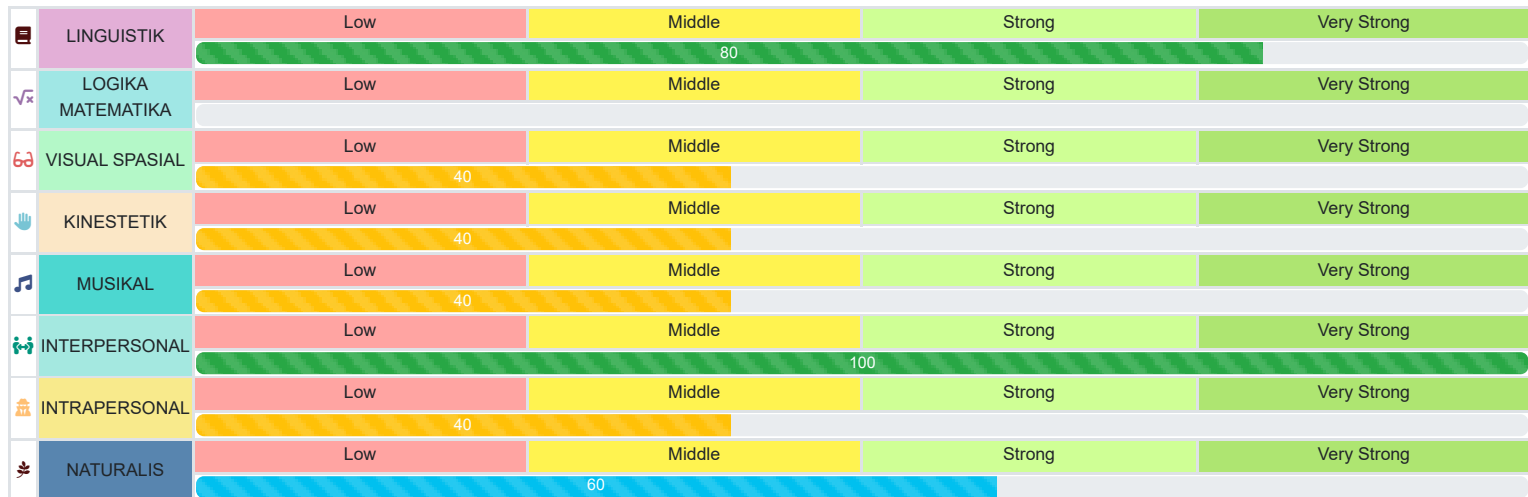 LINGUISTIK
Low Middle Strong Very Strong
80
LOGIKA
MATEMATIKA
Low Middle Strong Very Strong
VISUAL SPASIAL
Low Middle Strong Very Strong
40
KINESTETIK
Low Middle Strong Very Strong
40
MUSIKAL
Low Middle Strong Very Strong
40
INTERPERSONAL
Low Middle Strong Very Strong
100
INTRAPERSONAL
Low Middle Strong Very Strong
40
NATURALIS
Low Middle Strong Very Strong
60